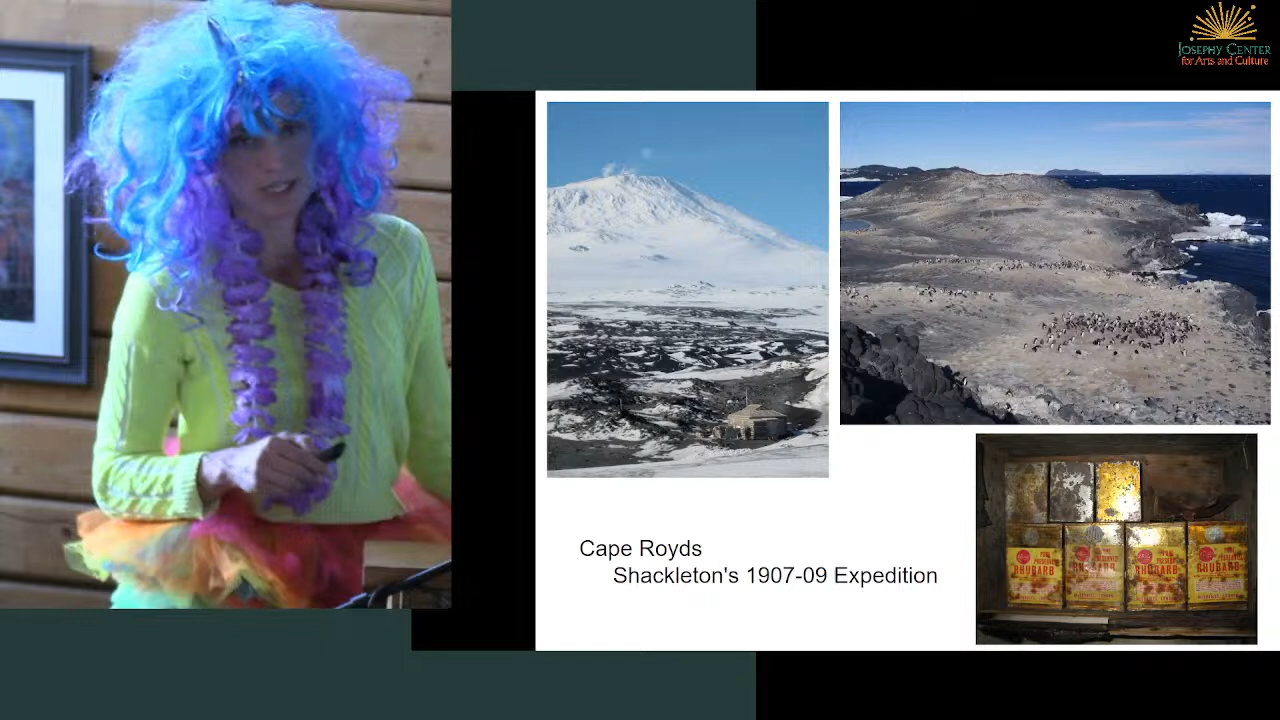 JOSEPHY CENTER
for Arts and Culture
Cape Royds
Shackleton's 1907-09 Expedition
RHUBARB
RHUBARB
RHUBARB
RHUBARB